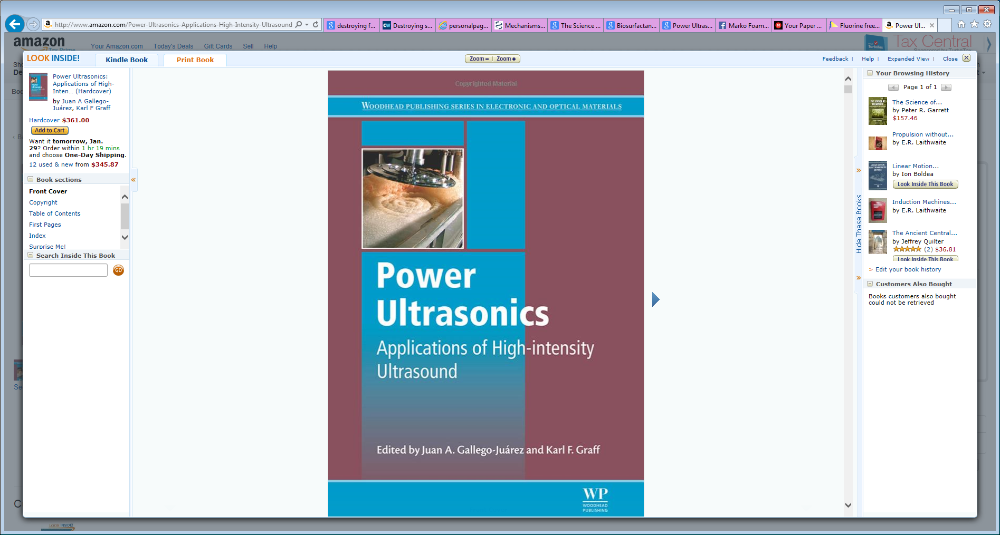 http://www.amazon.com/Power-Ultrasonics-Applications-High-Intensity-Ultrasound
destroying f...
Destroying s...
personalpag...
Mechanisms...
The Science ...
Biosurfactan...
Power Ultras...
Marko Foam...
Your Paper ...
Fluorine free...
Power Ul...
amazon
Try Prime
Your Amazon.com
Today's Deals
Gift Cards
Sell
Help
TurboTax
Tax Central
Sponsored by TurboTax
LOOK INSIDE!
Kindle Book
Print Book
Zoom − | Zoom +
Feedback | Help | Expanded View | Close
Power Ultrasonics:
Applications of High-
Inten... (Hardcover)
by Juan A Gallego-
Juárez, Karl F Graff
Hardcover $361.00
Add to Cart
Want it tomorrow, Jan.
29? Order within 1 hr 19 mins
and choose One-Day Shipping.
12 used & new from $345.87
Book sections
Front Cover
Copyright
Table of Contents
First Pages
Index
Surprise Me!
Search Inside This Book
GO
Copyrighted Material
WOODHEAD PUBLISHING SERIES IN ELECTRONIC AND OPTICAL MATERIALS
Power
Ultrasonics
Applications of High-intensity
Ultrasound
Edited by Juan A. Gallego-Juárez and Karl F. Graff
WP
WOODHEAD
PUBLISHING
Hide These Books
Your Browsing History
Page 1 of 1
The Science of...
by Peter R. Garrett
$157.46
Propulsion without...
by E.R. Laithwaite
Linear Motion...
by Ion Boldea
Look Inside This Book
Induction Machines...
by E.R. Laithwaite
The Ancient Central...
by Jeffrey Quilter
(2) $36.81
Look Inside This Book
> Edit your book history
Customers Also Bought
Books customers also bought
could not be retrieved
LOOK INSIDE!